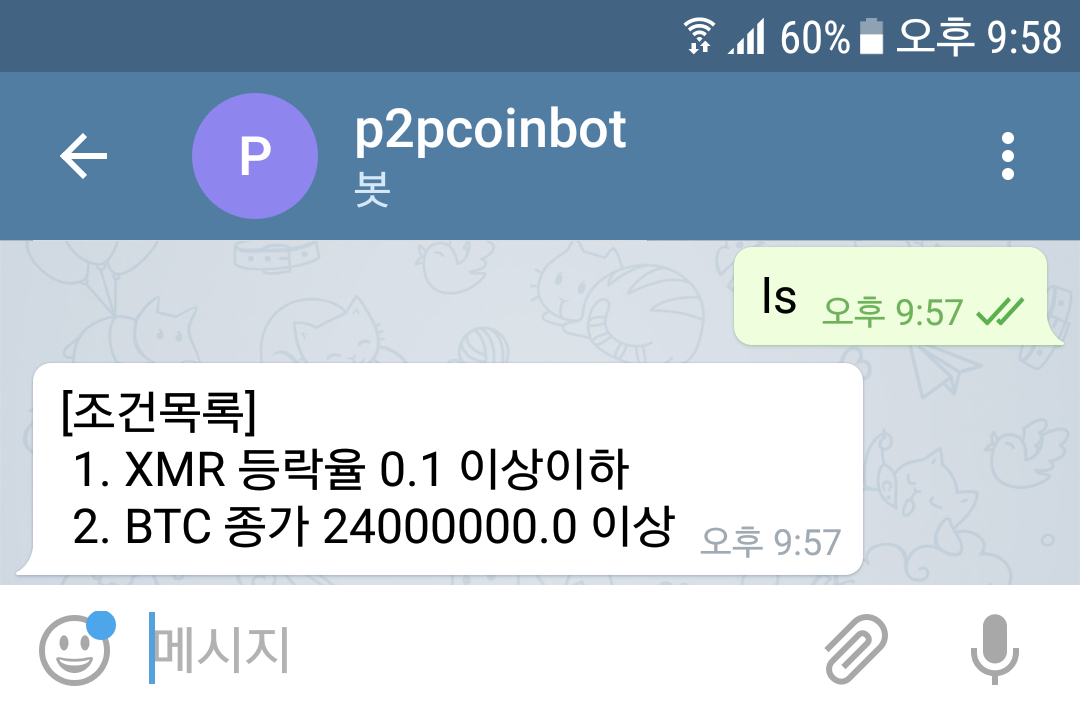 60% 오후 9:58
P
p2pcoinbot
봇
ls 오후 9:57
[조건목록]
1. XMR 등락율 0.1 이상이하
2. BTC 종가 24000000.0 이상 오후 9:57
메시지